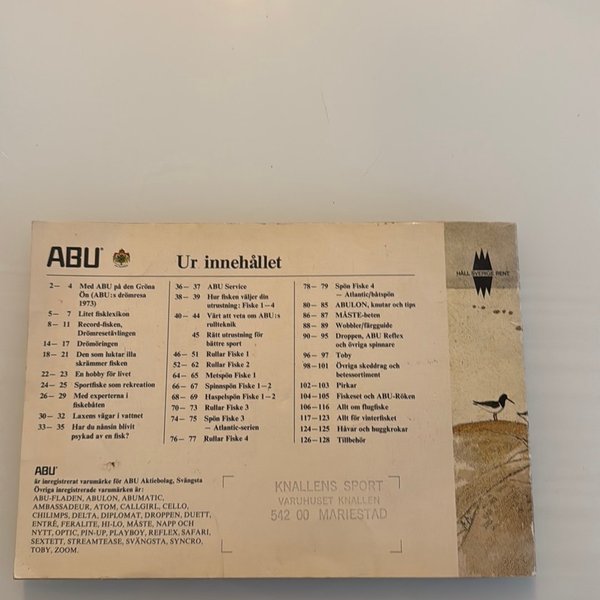 ABU®
Ur innehållet
HÅLL SVERIGE RENT
2— 4 Med ABU på den Gröna
Ön (ABU:s drömresa
1973)
5— 7 Litet fisklexikon
8— 11 Record-fisken,
Drömresetävlingen
14— 17 Drömöringen
18— 21 Den som luktar illa
skrämmer fisken
22— 23 En hobby för livet
24— 25 Sportfiske som rekreation
26— 29 Med experterna i
fiskebåten
30— 32 Laxens vägar i vattnet
33— 35 Har du nånsin blivit
psykad av en fisk?
36— 37 ABU Service
38— 39 Hur fisken väljer din
utrustning: Fiske 1—4
40— 44 Värt att veta om ABU:s
rullteknik
45 Rätt utrustning för
bättre sport
46— 51 Rullar Fiske 1
52— 62 Rullar Fiske 2
64— 65 Metspön Fiske 1
66— 67 Spinnspön Fiske 1—2
68— 69 Haspelspön Fiske 1—2
70— 73 Rullar Fiske 3
74— 75 Spön Fiske 3
— Atlantic-serien
76— 77 Rullar Fiske 4
78— 79 Spön Fiske 4
— Atlantic/båtspön
80— 85 ABULON, knutar och tips
86— 87 MÅSTE-heten
88— 89 Wobbler/färgguide
90— 95 Droppen, ABU Reflex
och övriga spinnare
96— 97 Toby
98—101 Övriga skeddrag och
betessortiment
102—103 Pirkar
104—105 Fiskeset och ABU-Röken
106—116 Allt om flugfiske
117—123 Allt för vinterfisket
124—125 Håvar och huggkrokar
126—128 Tillbehör
ABU®
är inregistrerat varumärke för ABU Aktiebolag, Svängsta
Övriga inregistrerade varumärken är:
ABU-FLADEN, ABULON, ABUMATIC,
AMBASSADEUR, ATOM, CALLGIRL, CELLO,
CHILIMPS, DELTA, DIPLOMAT, DROPPEN, DUETT,
ENTRÉ, FERALITE, HI-LO, MÅSTE, NAPP OCH
NYTT, OPTIC, PIN-UP, PLAYBOY, REFLEX, SAFARI,
SEXTETT, STREAMTEASE, SVÄNGSTA, SYNCRO,
TOBY, ZOOM.
KNALLENS SPORT
VARUHUSET KNALLEN
542 00 MARIESTAD